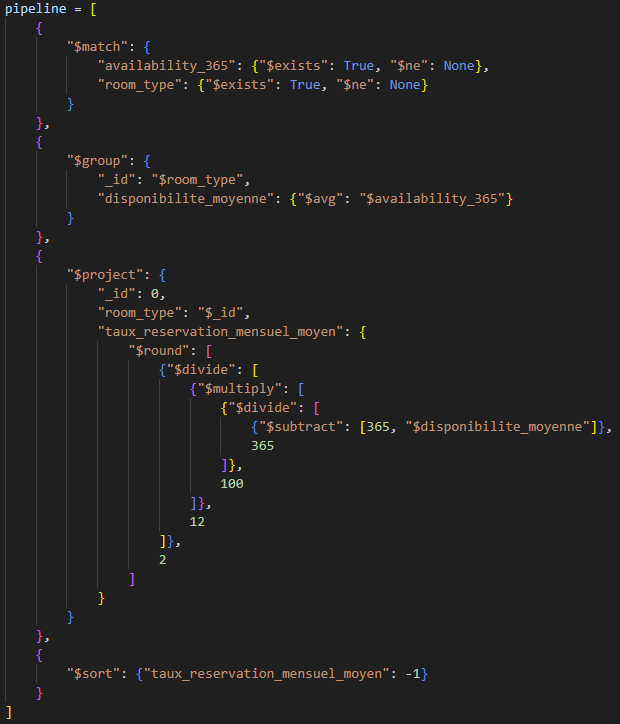 pipeline = [
    {
        "$match": {
            "availability_365": {"$exists": True, "$ne": None},
            "room_type": {"$exists": True, "$ne": None}
        }
    },
    {
        "$group": {
            "_id": "$room_type",
            "disponibilite_moyenne": {"$avg": "$availability_365"}
        }
    },
    {
        "$project": {
            "_id": 0,
            "room_type": "$_id",
            "taux_reservation_mensuel_moyen": {
                "$round": [
                    {"$divide": [
                        {"$multiply": [
                            {"$divide": [
                                {"$subtract": [365, "$disponibilite_moyenne"]},
                                365
                            ]},
                            100
                        ]},
                        12
                    ]},
                    2
                ]
            }
        }
    },
    {
        "$sort": {"taux_reservation_mensuel_moyen": -1}
    }
]